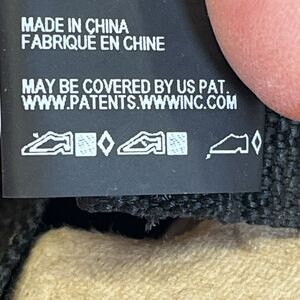 MADE IN CHINA
FABRIQUÉ EN CHINE
MAY BE COVERED BY US PAT.
WWW.PATENTS.WWWINC.COM